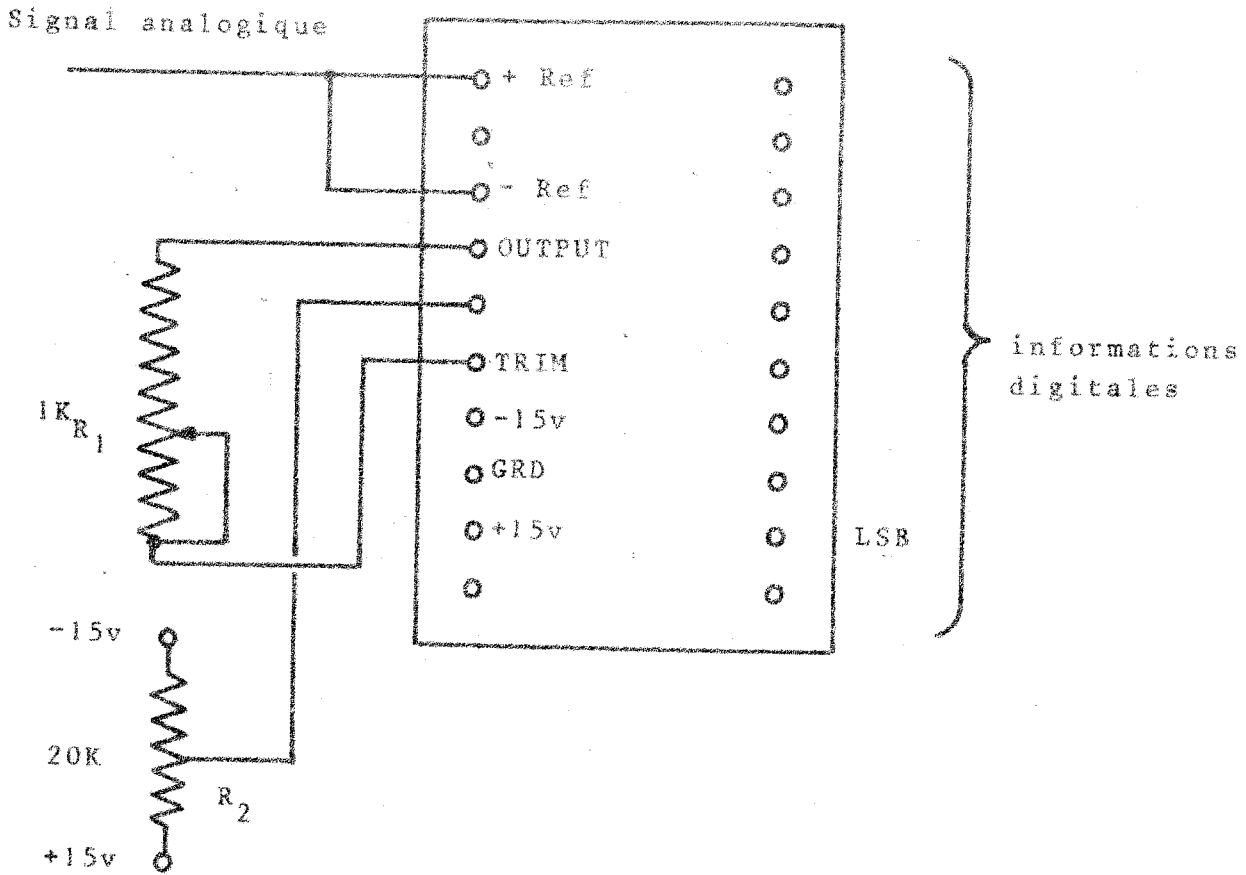 Signal analogique
+ Ref
- Ref
OUTPUT
TRIM
-15v
GRD
+15v
LSB
informations
digitales
1K
R1
-15v
20K
R2
+15v